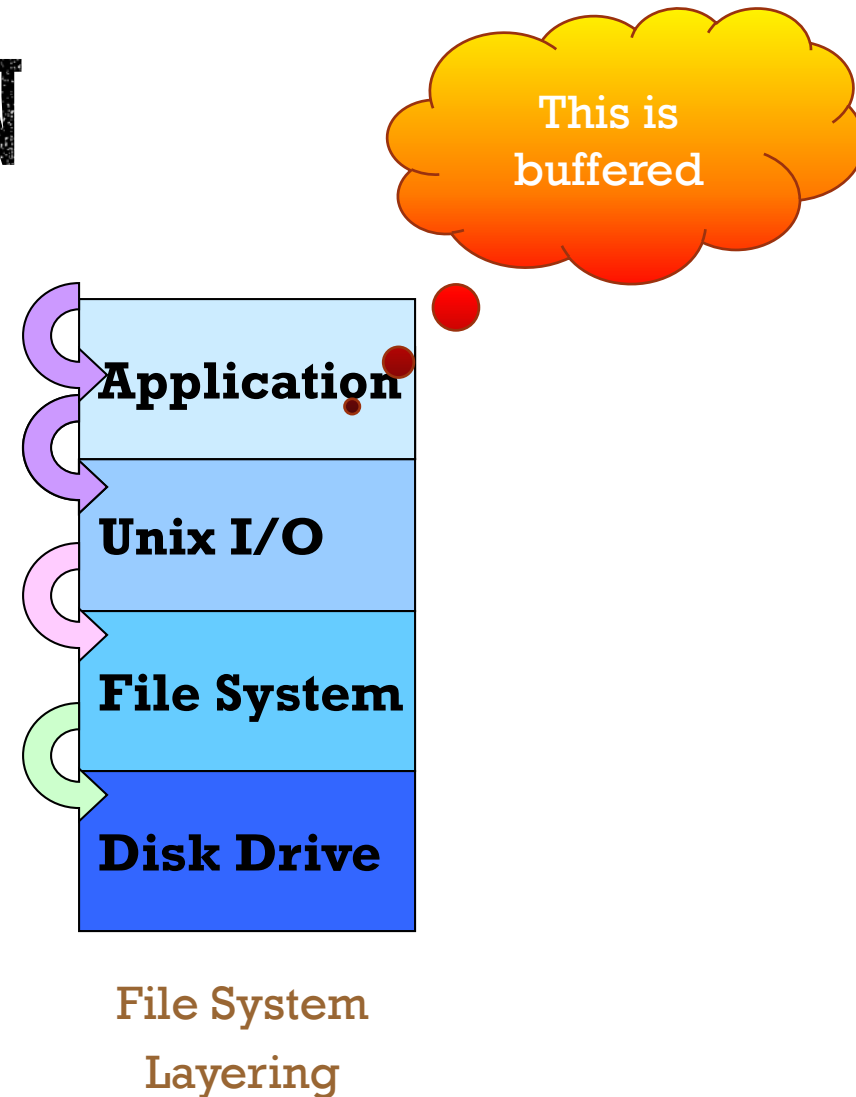 N
This is
buffered
Application
Unix I/O
File System
Disk Drive
File System
Layering